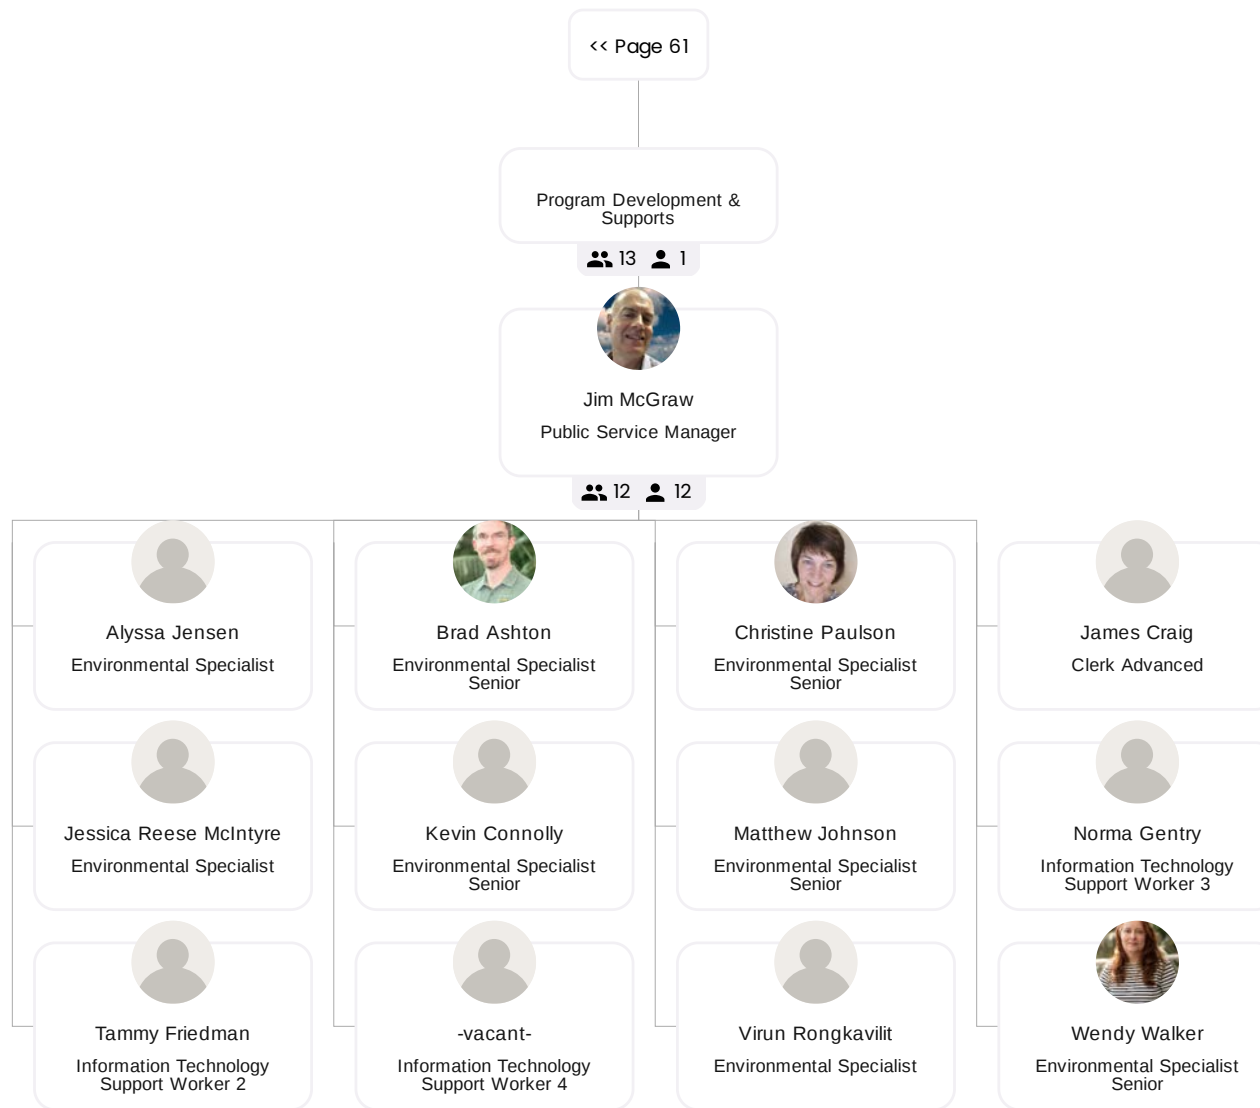 << Page 61
Program Development &
Supports
13 1
Jim McGraw
Public Service Manager
12 12
Alyssa Jensen
Environmental Specialist
Brad Ashton
Environmental Specialist
Senior
Christine Paulson
Environmental Specialist
Senior
James Craig
Clerk Advanced
Jessica Reese McIntyre
Environmental Specialist
Kevin Connolly
Environmental Specialist
Senior
Matthew Johnson
Environmental Specialist
Senior
Norma Gentry
Information Technology
Support Worker 3
Tammy Friedman
Information Technology
Support Worker 2
-vacant-
Information Technology
Support Worker 4
Virun Rongkavilit
Environmental Specialist
Wendy Walker
Environmental Specialist
Senior